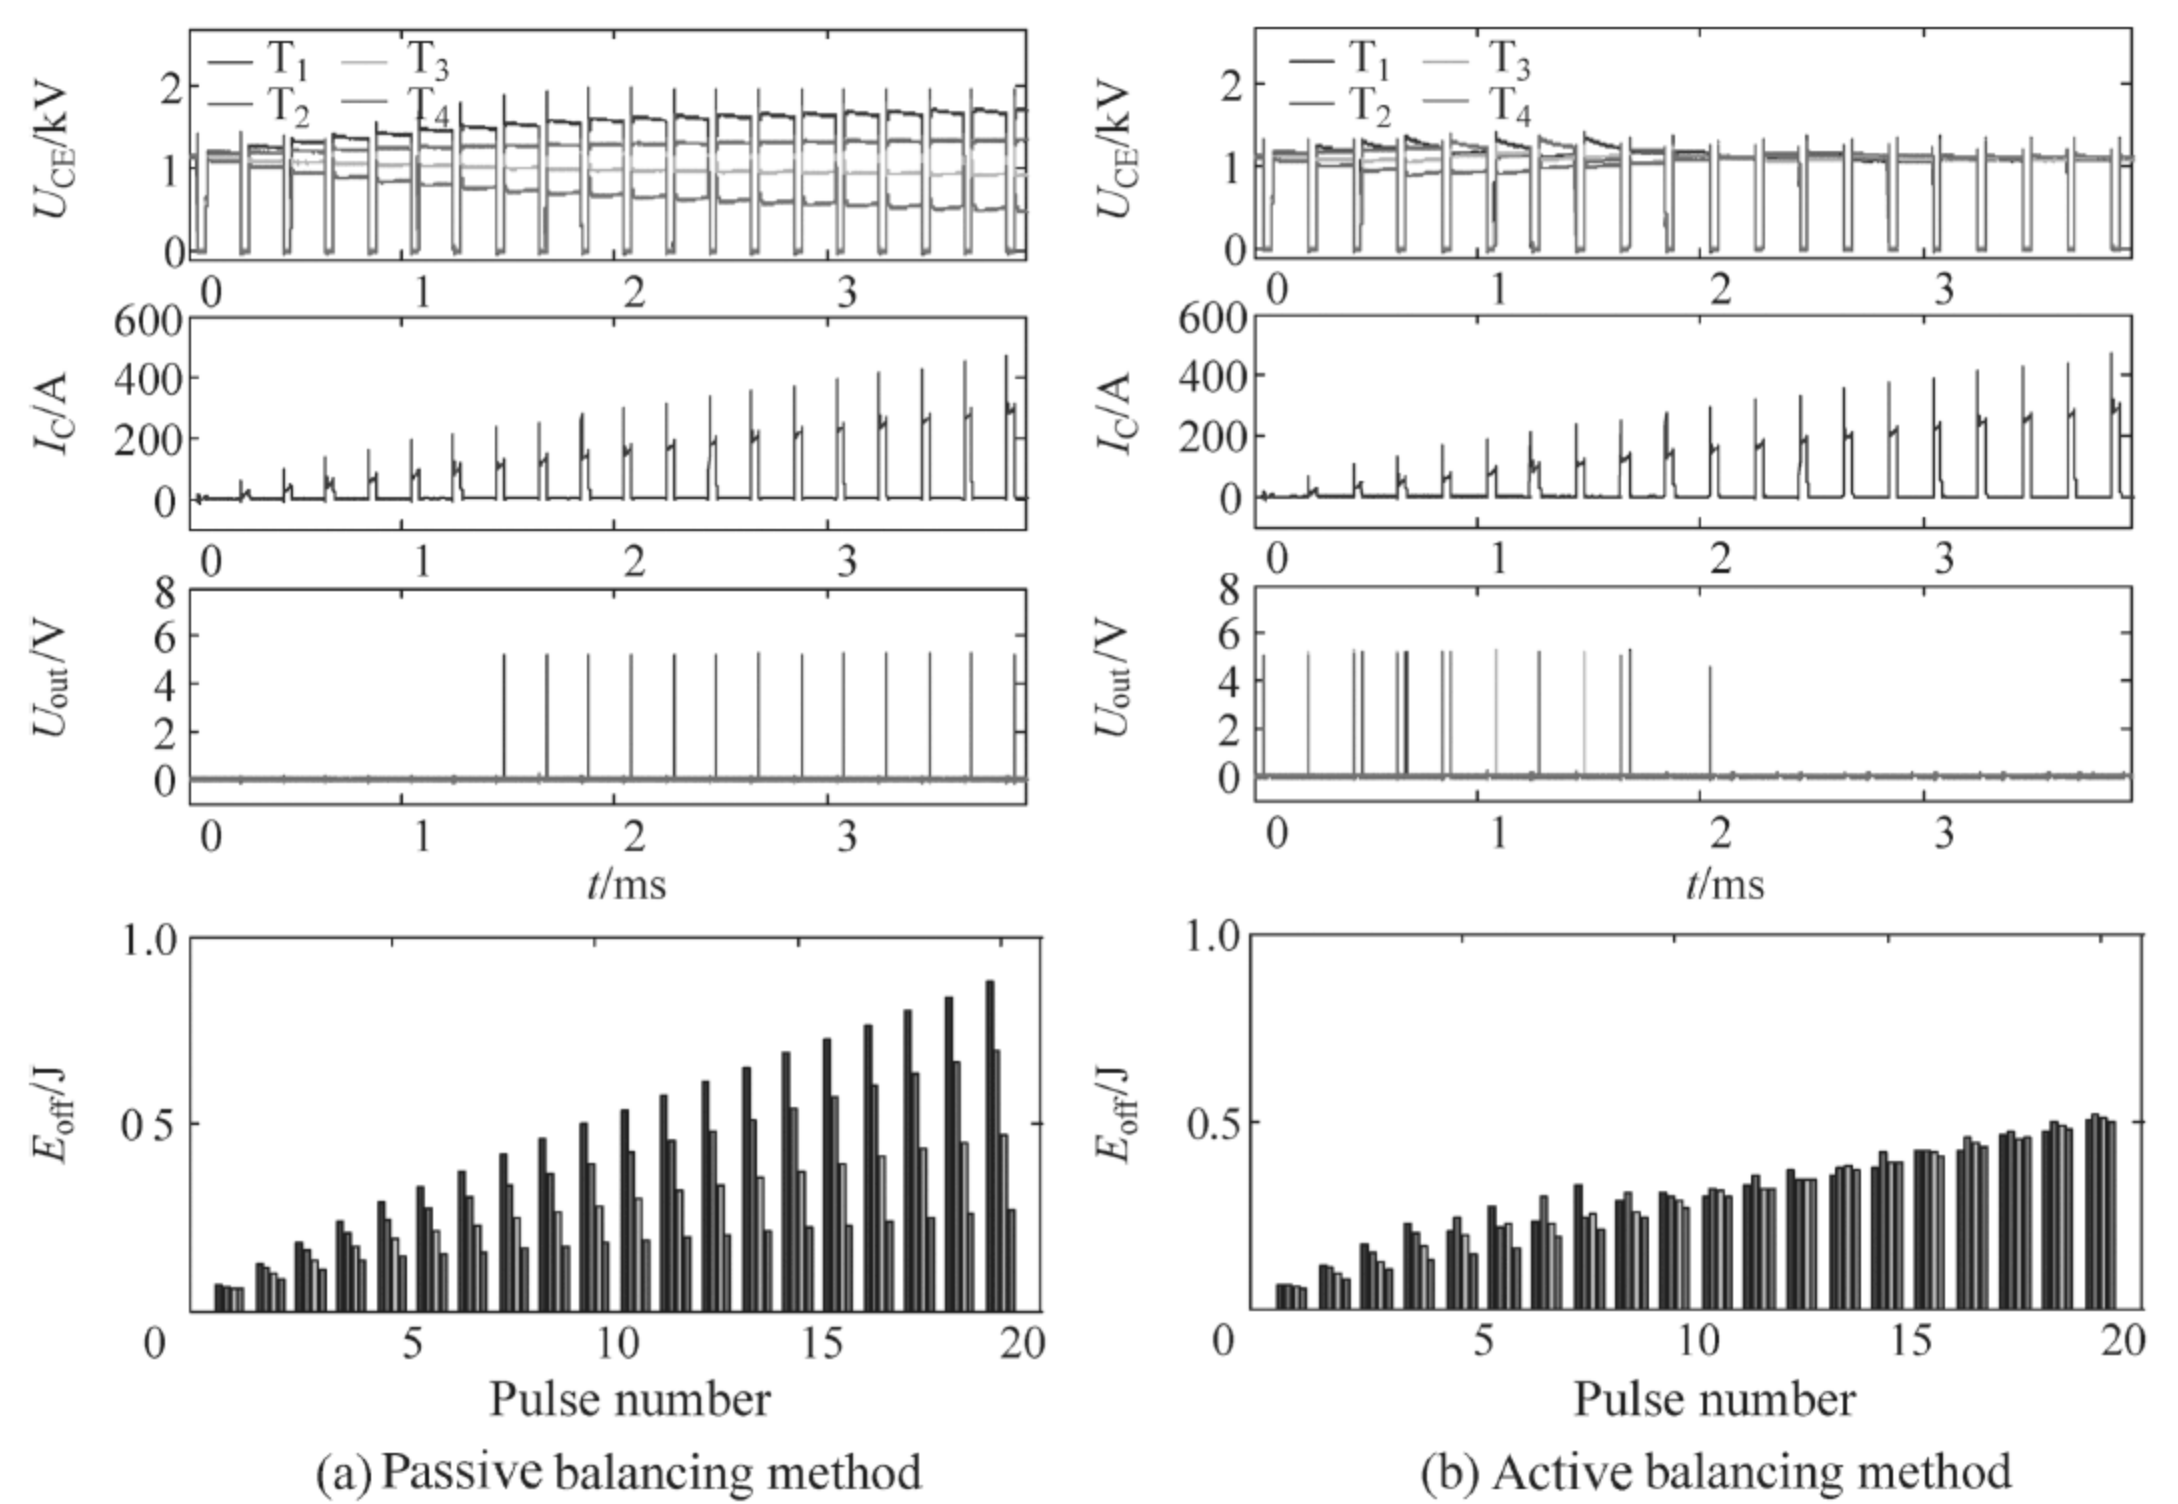 T1 T3
T2 T4
UCE/kV
2
1
0
0 1 2 3
IC/A
600
400
200
0
0 1 2 3
Uout/V
8
6
4
2
0
0 1 2 3
t/ms
Eoff/J
1.0
0 5
0 5 10 15 20
Pulse number
(a) Passive balancing method
T1 T3
T2 T4
UCE/kV
2
1
0
0 1 2 3
IC/A
600
400
200
0
0 1 2 3
Uout/V
8
6
4
2
0
0 1 2 3
t/ms
Eoff/J
1.0
0.5
0 5 10 15 20
Pulse number
(b) Active balancing method